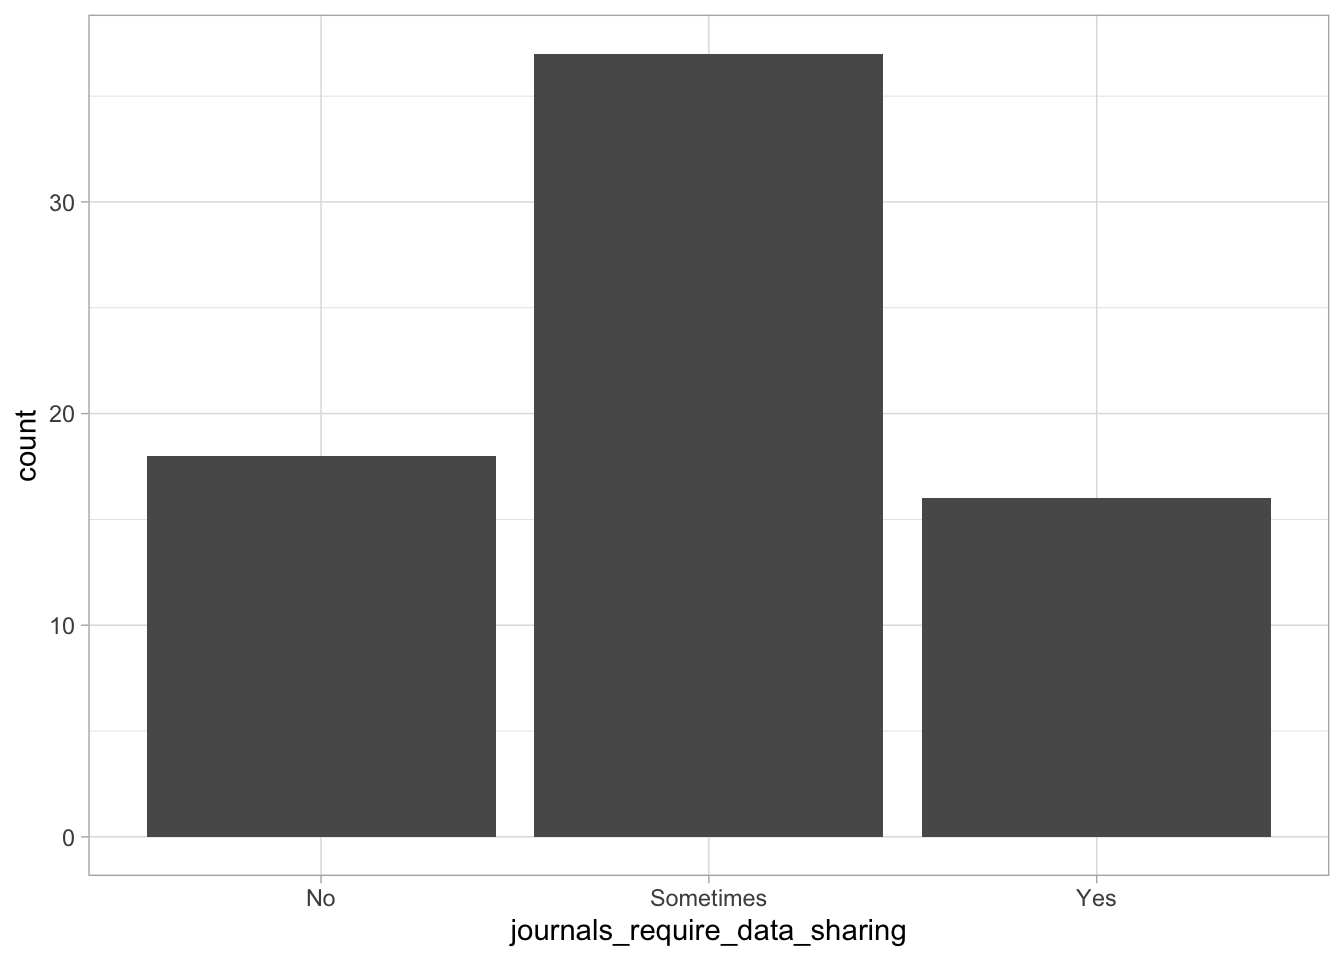 count
30
20
10
0
No
Sometimes
Yes
journals_require_data_sharing